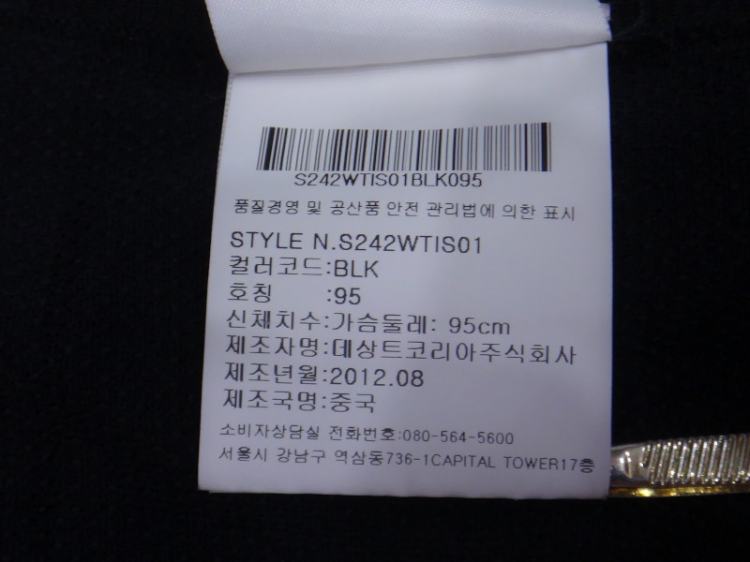 S242WTIS01BLK095
품질경영 및 공산품 안전 관리법에 의한 표시
STYLE N.S242WTIS01
컬러코드:BLK
호칭 :95
신체치수:가슴둘레: 95cm
제조자명:데상트코리아주식회사
제조년월:2012.08
제조국명:중국
소비자상담실 전화번호:080-564-5600
서울시 강남구 역삼동736-1CAPITAL TOWER17층